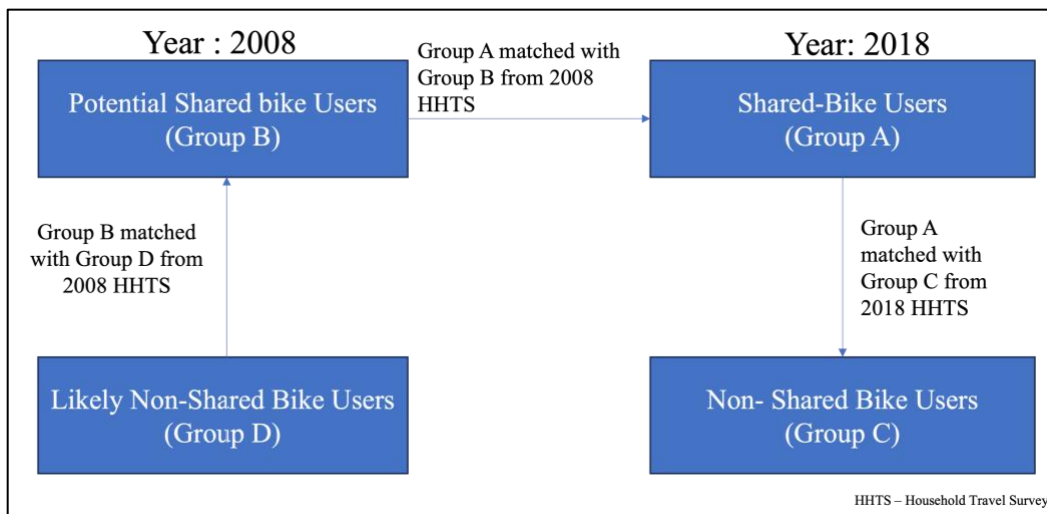 Year : 2008
Potential Shared bike Users
(Group B)
Group A matched with
Group B from 2008
HHTS
Year: 2018
Shared-Bike Users
(Group A)
Group B matched
with Group D from
2008 HHTS
Group A
matched with
Group C from
2018 HHTS
Likely Non-Shared Bike Users
(Group D)
Non- Shared Bike Users
(Group C)
HHTS – Household Travel Survey